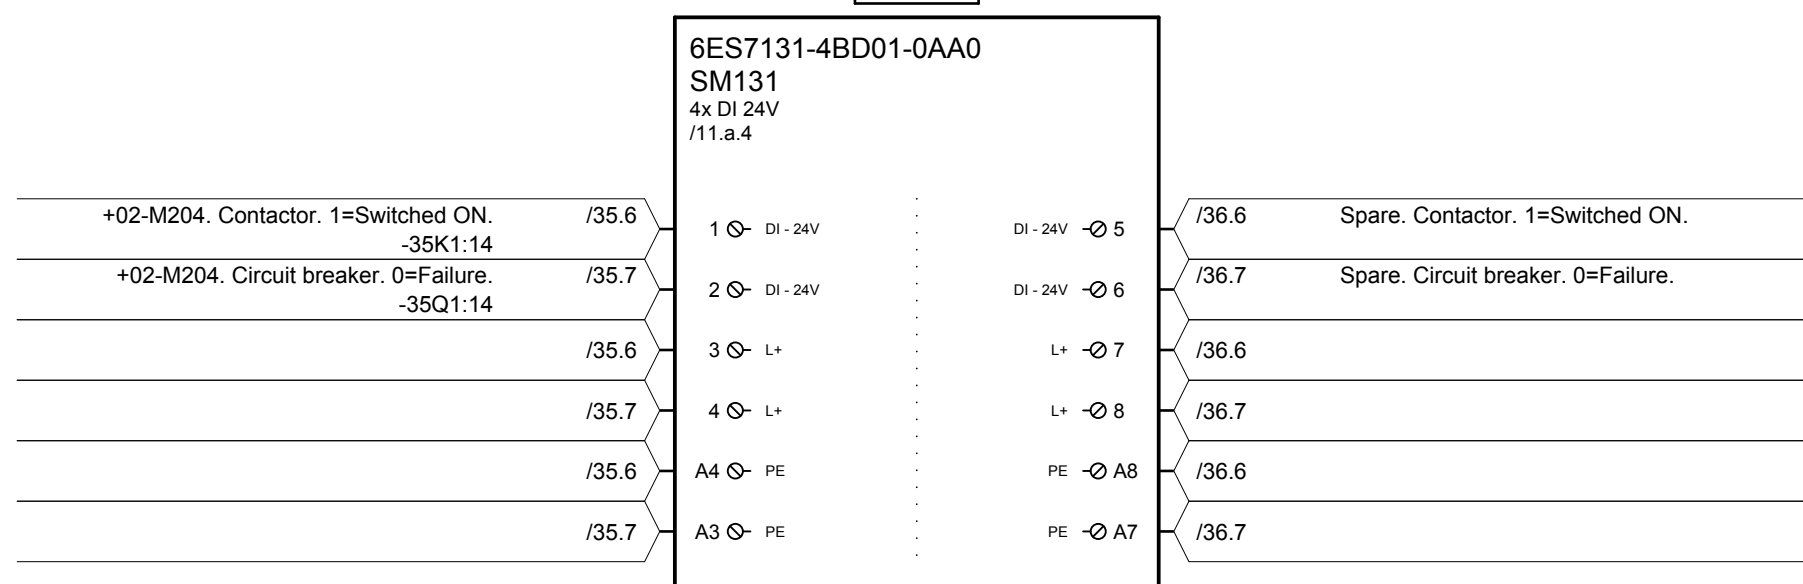 6ES7131-4BD01-0AA0
SM131
4x DI 24V
/11.a.4
+02-M204. Contactor. 1=Switched ON. /35.6
-35K1:14
1 DI - 24V DI - 24V 5
/36.6 Spare. Contactor. 1=Switched ON.
+02-M204. Circuit breaker. 0=Failure. /35.7
-35Q1:14
2 DI - 24V DI - 24V 6
/36.7 Spare. Circuit breaker. 0=Failure.
/35.6 3 L+ L+ 7 /36.6
/35.7 4 L+ L+ 8 /36.7
/35.6 A4 PE PE A8 /36.6
/35.7 A3 PE PE A7 /36.7